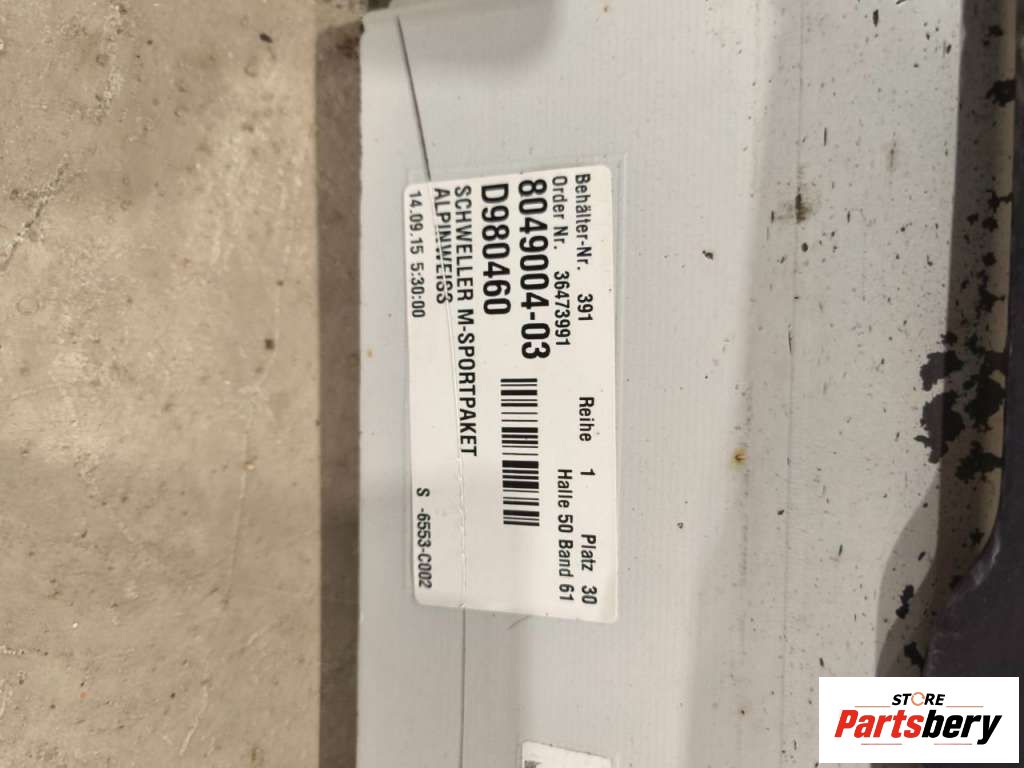 Behälter-Nr. 391 Reihe 1 Platz 30
Order Nr. 36473991 Halle 50 Band 61
8049004-03
D980460
SCHWELLER M-SPORTPAKET
ALPINWEISS
14.09.15 5:30:00 S -6553-C002
STORE
Partsbery